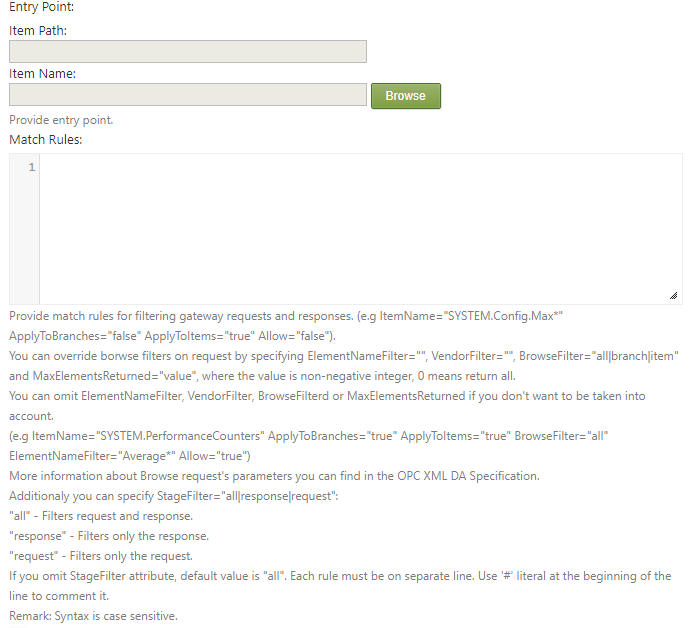 Entry Point:
Item Path:
Item Name:
Browse
Provide entry point.
Match Rules:
1
Provide match rules for filtering gateway requests and responses. (e.g ItemName="SYSTEM.Config.Max*"
ApplyToBranches="false" ApplyToItems="true" Allow="false").
You can override borwse filters on request by specifying ElementNameFilter="", VendorFilter="", BrowseFilter="all|branch|item"
and MaxElementsReturned="value", where the value is non-negative integer, 0 means return all.
You can omit ElementNameFilter, VendorFilter, BrowseFilterd or MaxElementsReturned if you don't want to be taken into
account.
(e.g ItemName="SYSTEM.PerformanceCounters" ApplyToBranches="true" ApplyToItems="true" BrowseFilter="all"
ElementNameFilter="Average*" Allow="true")
More information about Browse request's parameters you can find in the OPC XML DA Specification.
Additionaly you can specify StageFilter="all|response|request":
"all" - Filters request and response.
"response" - Filters only the response.
"request" - Filters only the request.
If you omit StageFilter attribute, default value is "all". Each rule must be on separate line. Use '#' literal at the beginning of the
line to comment it.
Remark: Syntax is case sensitive.